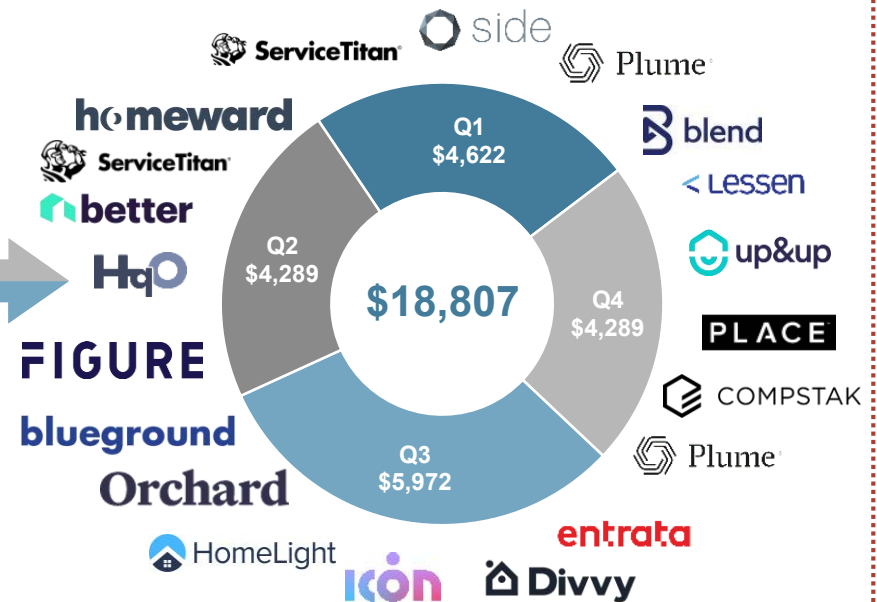 side
ServiceTitan
Plume
homeward
blend
ServiceTitan
Lessen
better
up&up
HqO
PLACE
FIGURE
COMPSTAK
blueground
Plume
Orchard
entrata
HomeLight
ICON
Divvy
Q1
$4,622
Q2
$4,289
$18,807
Q4
$4,289
Q3
$5,972